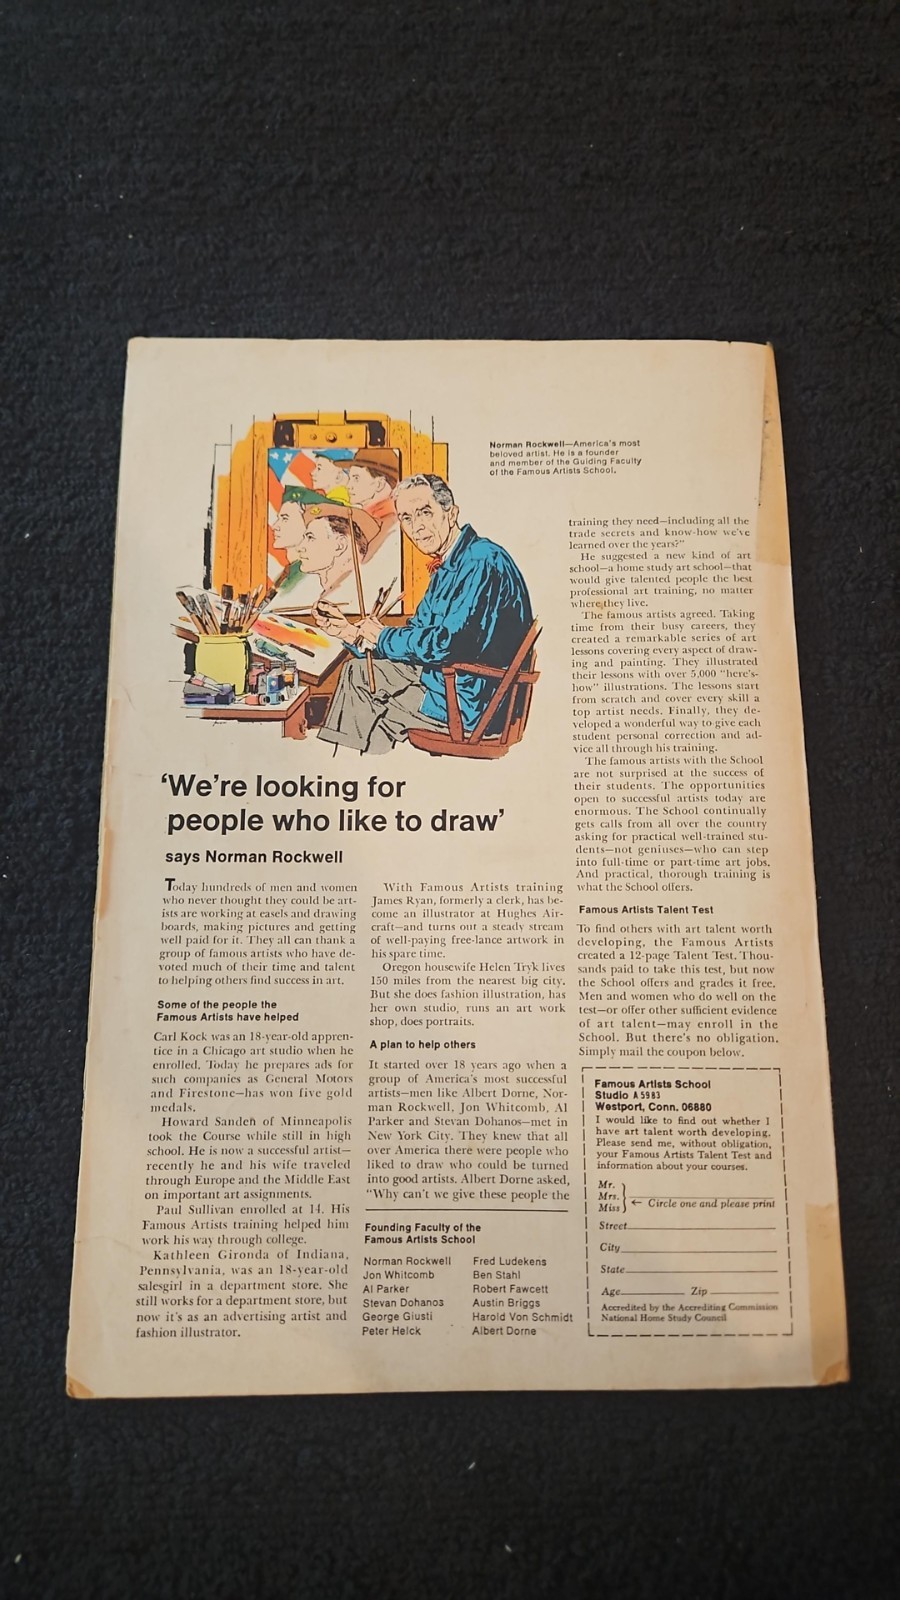 Norman Rockwell—America's most
beloved artist. He is a founder
and member of the Guiding Faculty
of the Famous Artists School.
'We're looking for
people who like to draw'
says Norman Rockwell
Today hundreds of men and women
who never thought they could be art-
ists are working at easels and drawing
boards, making pictures and getting
well paid for it. They all can thank a
group of famous artists who have de-
voted much of their time and talent
to helping others find success in art.
Some of the people the
Famous Artists have helped
Carl Kock was an 18-year-old appren-
tice in a Chicago art studio when he
enrolled. Today he prepares ads for
such companies as General Motors
and Firestone—has won five gold
medals.
Howard Sanden of Minneapolis
took the Course while still in high
school. He is now a successful artist—
recently he and his wife traveled
through Europe and the Middle East
on important art assignments.
Paul Sullivan enrolled at 14. His
Famous Artists training helped him
work his way through college.
Kathleen Gironda of Indiana,
Pennsylvania, was an 18-year-old
salesgirl in a department store. She
still works for a department store, but
now it's as an advertising artist and
fashion illustrator.
With Famous Artists training
James Ryan, formerly a clerk, has be-
come an illustrator at Hughes Air-
craft—and turns out a steady stream
of well-paying free-lance artwork in
his spare time.
Oregon housewife Helen Tryk lives
150 miles from the nearest big city.
But she does fashion illustration, has
her own studio, runs an art work
shop, does portraits.
A plan to help others
It started over 18 years ago when a
group of America's most successful
artists—men like Albert Dorne, Nor-
man Rockwell, Jon Whitcomb, Al
Parker and Stevan Dohanos—met in
New York City. They knew that all
over America there were people who
liked to draw who could be turned
into good artists. Albert Dorne asked,
"Why can't we give these people the
Founding Faculty of the
Famous Artists School
Norman Rockwell
Jon Whitcomb
Al Parker
Stevan Dohanos
George Giusti
Peter Helck
Fred Ludekens
Ben Stahl
Robert Fawcett
Austin Briggs
Harold Von Schmidt
Albert Dorne
training they need—including all the
trade secrets and know-how we've
learned over the years?"
He suggested a new kind of art
school—a home study art school—that
would give talented people the best
professional art training, no matter
where they live.
The famous artists agreed. Taking
time from their busy careers, they
created a remarkable series of art
lessons covering every aspect of draw-
ing and painting. They illustrated
their lessons with over 5,000 "here's-
how" illustrations. The lessons start
from scratch and cover every skill a
top artist needs. Finally, they de-
veloped a wonderful way to give each
student personal correction and ad-
vice all through his training.
The famous artists with the School
are not surprised at the success of
their students. The opportunities
open to successful artists today are
enormous. The School continually
gets calls from all over the country
asking for practical well-trained stu-
dents—not geniuses—who can step
into full-time or part-time art jobs.
And practical, thorough training is
what the School offers.
Famous Artists Talent Test
To find others with art talent worth
developing, the Famous Artists
created a 12-page Talent Test. Thou-
sands paid to take this test, but now
the School offers and grades it free.
Men and women who do well on the
test—or offer other sufficient evidence
of art talent—may enroll in the
School. But there's no obligation.
Simply mail the coupon below.
Famous Artists School
Studio A 5983
Westport, Conn. 06880
I would like to find out whether I
have art talent worth developing.
Please send me, without obligation,
your Famous Artists Talent Test and
information about your courses.
Mr.
Mrs.
Miss
← Circle one and please print
Street
City
State
Age Zip
Accredited by the Accrediting Commission
National Home Study Council